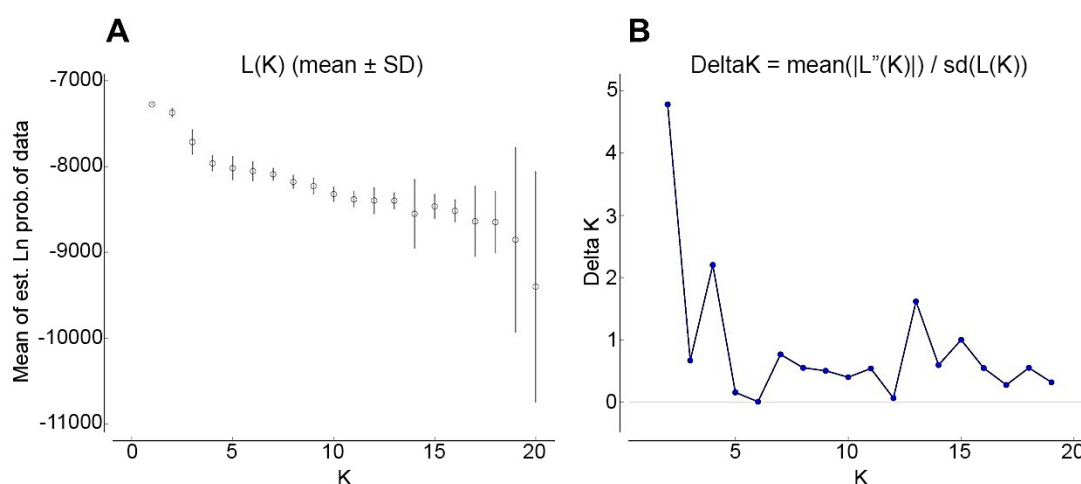 A
L(K) (mean ± SD)
Mean of est. Ln prob.of data
-7000
-8000
-9000
-10000
-11000
0
5
10
15
20
K
B
DeltaK = mean(|L”(K)|) / sd(L(K))
Delta K
5
4
3
2
1
0
5
10
15
20
K